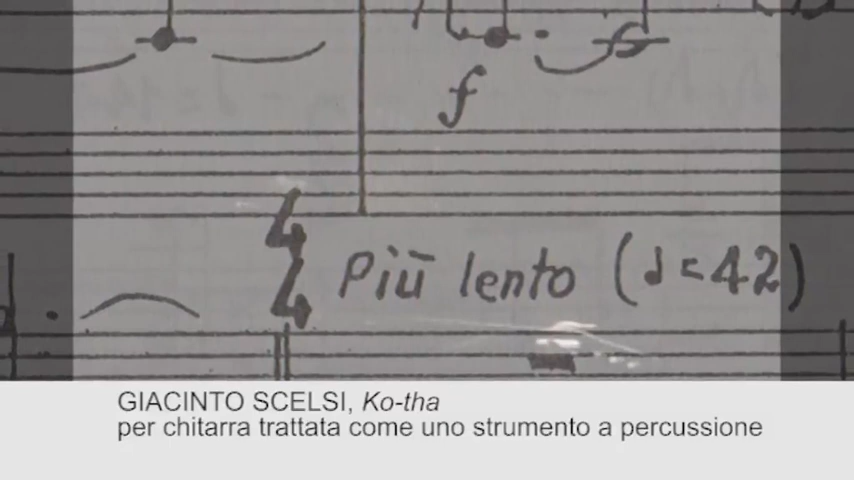 f
4
4
Più lento (♩=42)
GIACINTO SCELSI, Ko-tha
per chitarra trattata come uno strumento a percussione